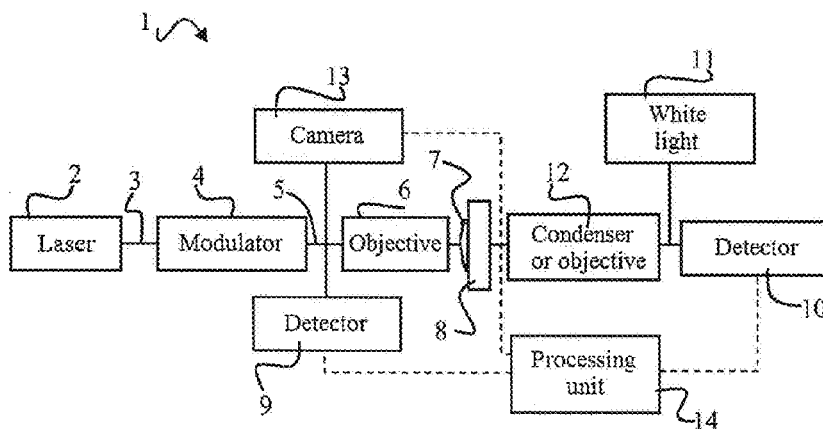 1
11
13
White
light
Camera
7
12
2
3
4
5
6
Laser
Modulator
Objective
Condenser
or objective
Detector
Detector
8
10
9
Processing
unit
14